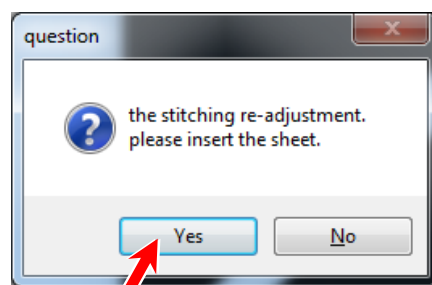 question
the stitching re-adjustment.
please insert the sheet.
Yes
No